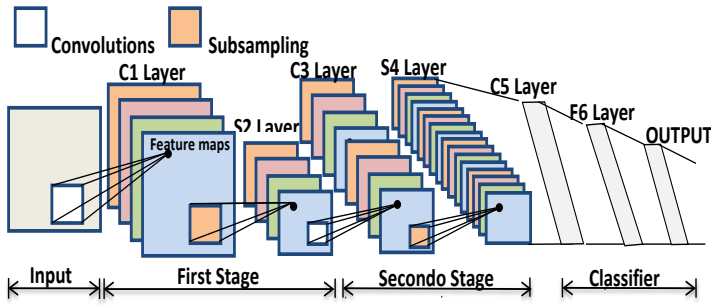 Convolutions
Subsampling
C1 Layer
C3 Layer
S4 Layer
C5 Layer
F6 Layer
OUTPUT
S2 Layer
Feature maps
Input
First Stage
Secondo Stage
Classifier